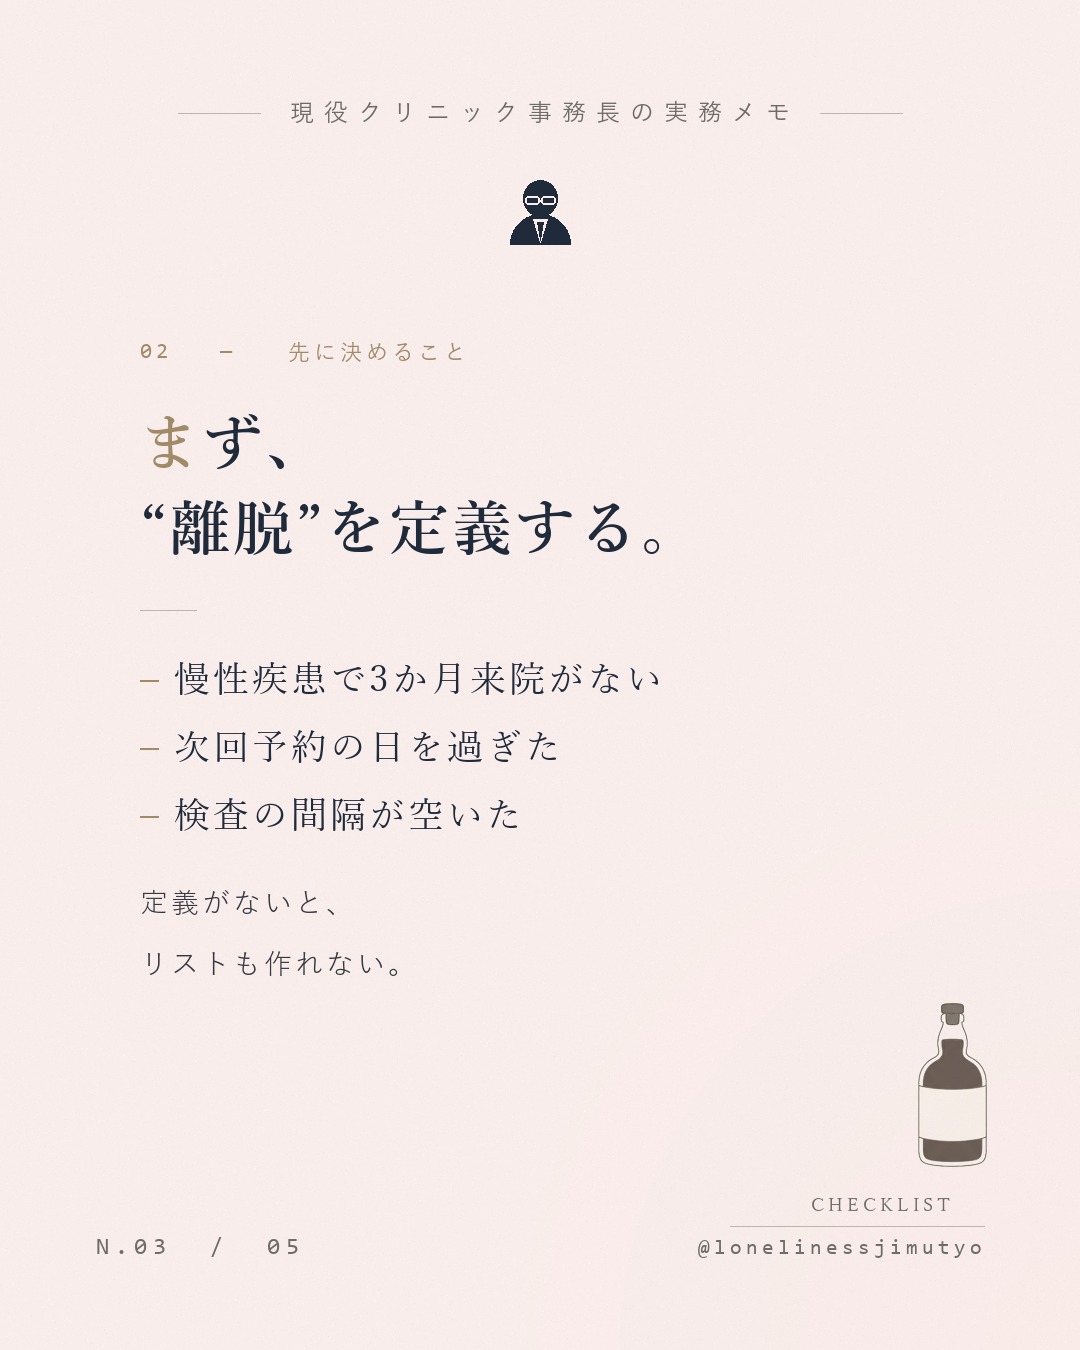 現役クリニック事務長の実務メモ
02 — 先に決めること
まず、
“離脱”を定義する。
— 慢性疾患で3か月来院がない
— 次回予約の日を過ぎた
— 検査の間隔が空いた
定義がないと、
リストも作れない。
CHECKLIST
N.03 / 05
@lonelinessjimutyo